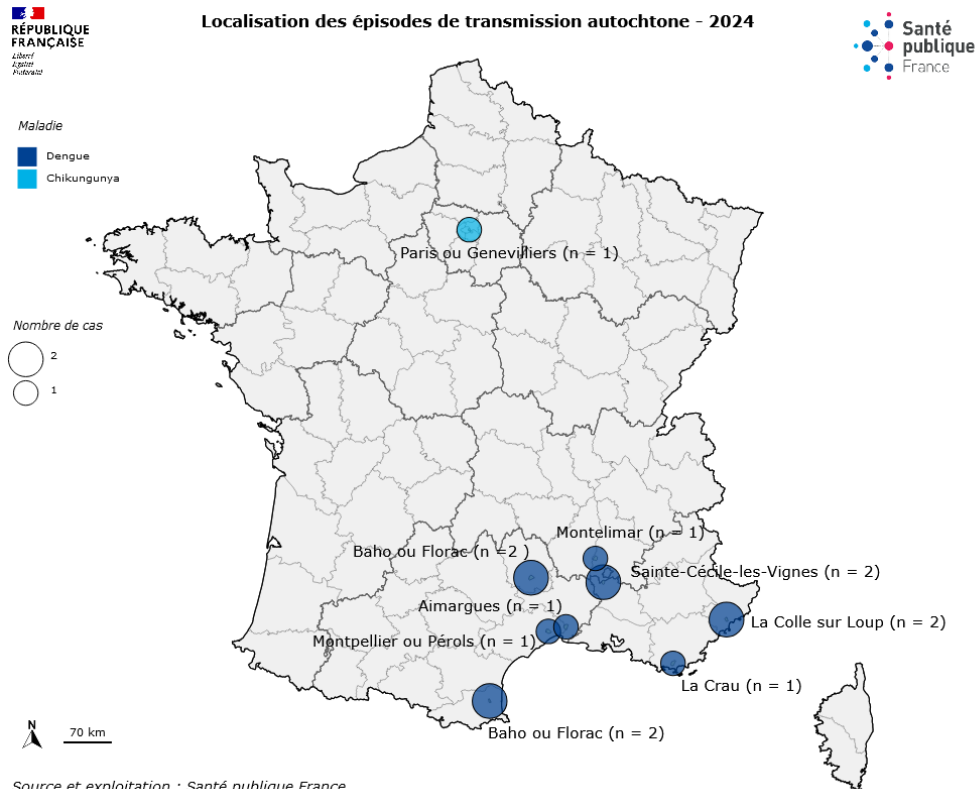 Localisation des épisodes de transmission autochtone - 2024
RÉPUBLIQUE
FRANÇAISE
Liberté
Égalité
Fraternité
Santé
publique
France
Maladie
Dengue
Chikungunya
Paris ou Genevilliers (n = 1)
Nombre de cas
2
1
Montelimar (n = 1)
Baho ou Florac (n =2 )
Sainte-Cécile-les-Vignes (n = 2)
Aimargues (n = 1)
La Colle sur Loup (n = 2)
Montpellier ou Pérols (n = 1)
La Crau (n = 1)
N
70 km
Baho ou Florac (n = 2)
Source et exploitation : Santé publique France